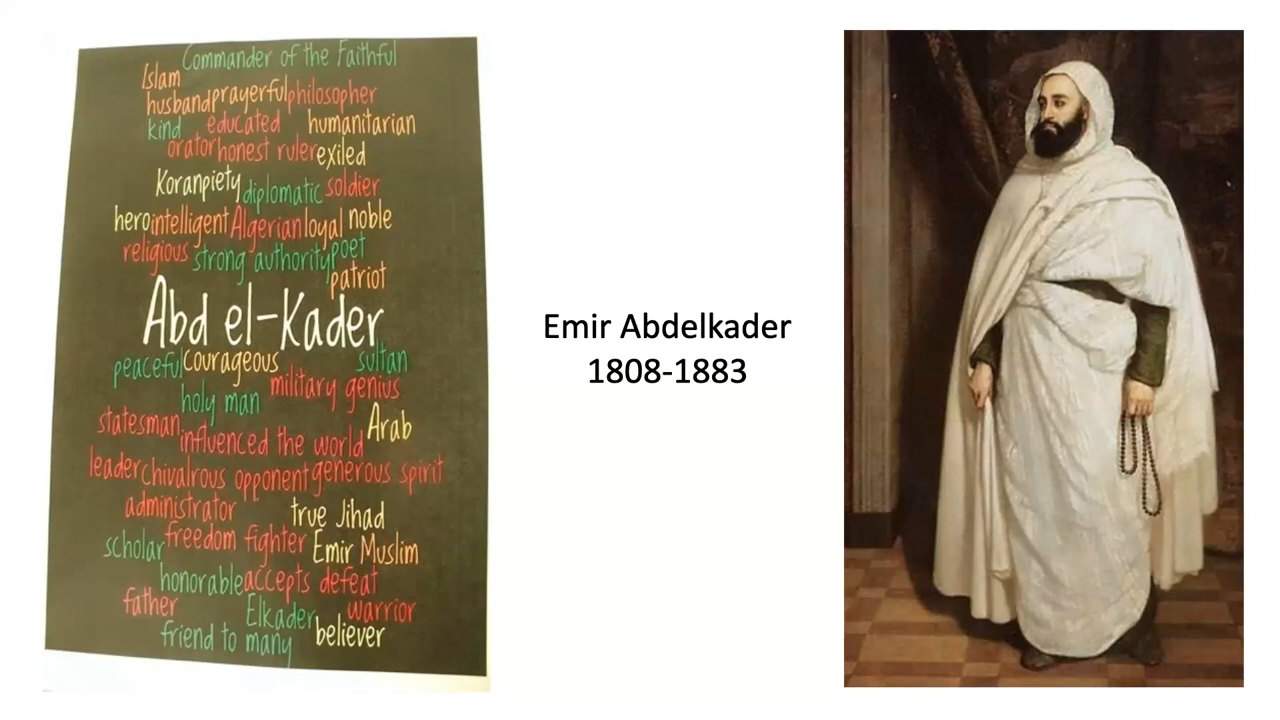 Commander of the Faithful
Islam
husband prayerful philosopher
kind educated humanitarian
orator honest ruler exiled
Koran piety diplomatic soldier
hero intelligent Algerian loyal noble
religious strong authority poet
patriot
Abd el-Kader
peaceful courageous sultan
holy man military genius
statesman influenced the world Arab
leader chivalrous opponent generous spirit
administrator true Jihad
scholar freedom fighter Emir Muslim
honorable accepts defeat
father Elkader warrior
friend to many believer
Emir Abdelkader
1808-1883